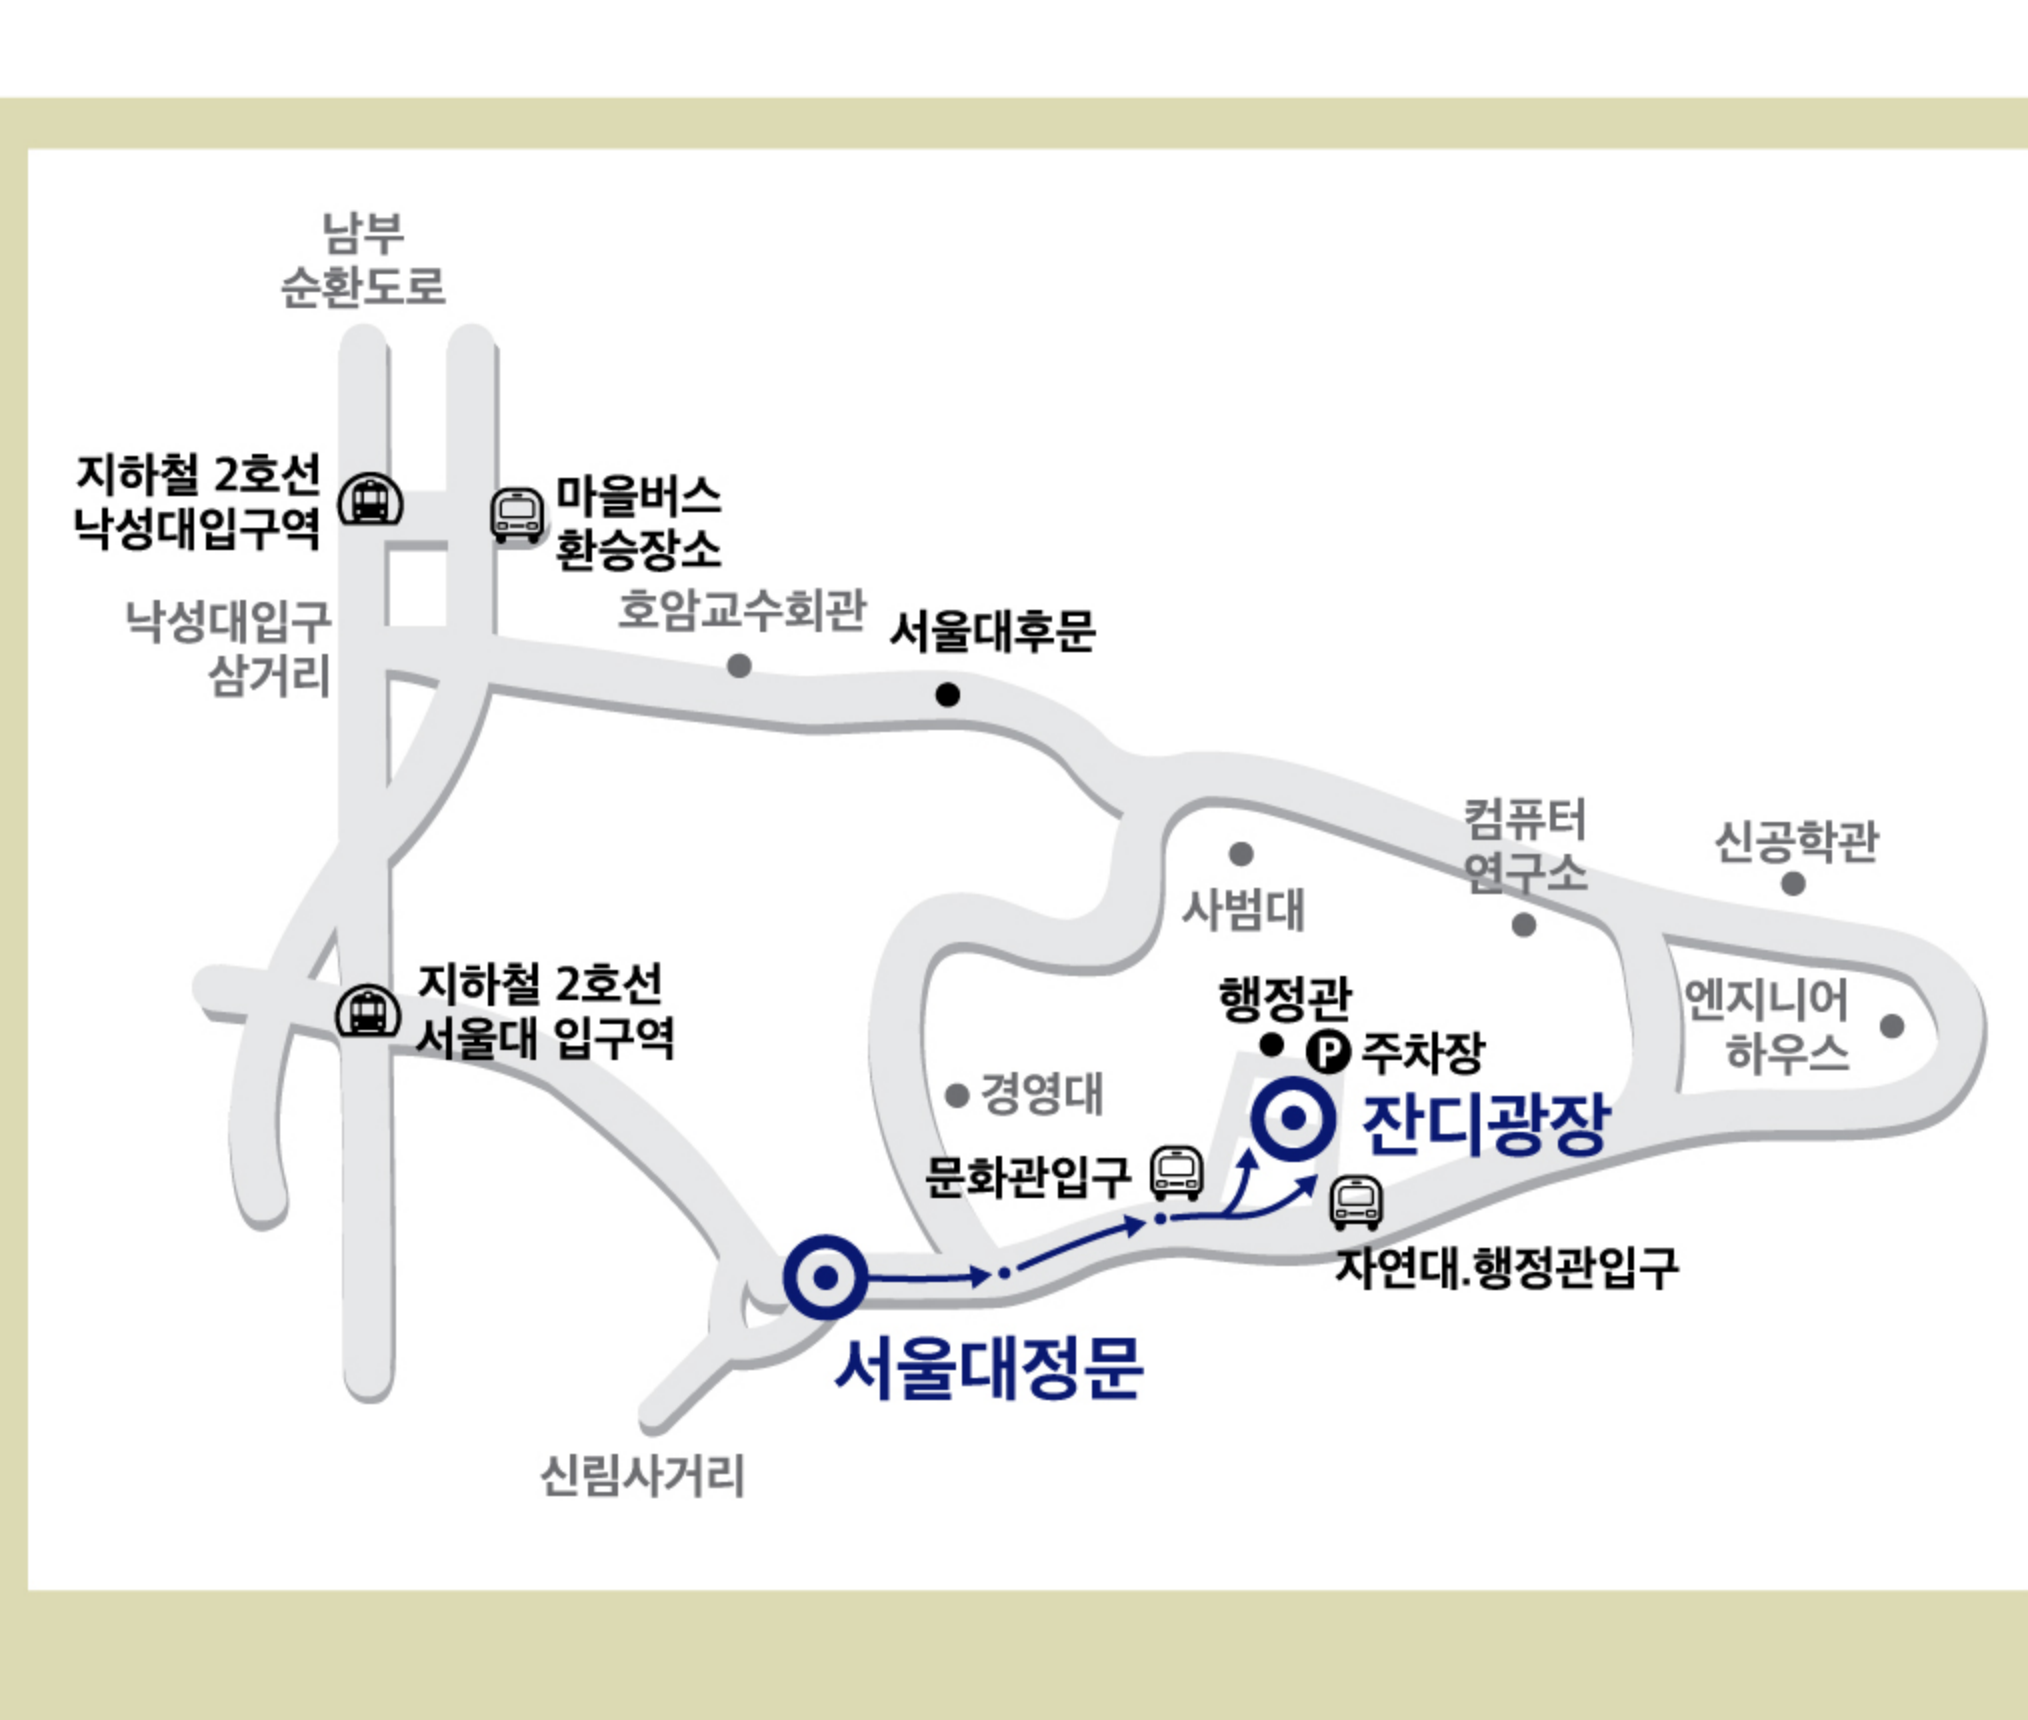 남부
순환도로
지하철 2호선
낙성대입구역
마을버스
환승장소
낙성대입구
삼거리
호암교수회관
서울대후문
컴퓨터
연구소
신공학관
사범대
지하철 2호선
서울대 입구역
행정관
P 주차장
엔지니어
하우스
경영대
잔디광장
문화관입구
자연대.행정관입구
서울대정문
신림사거리